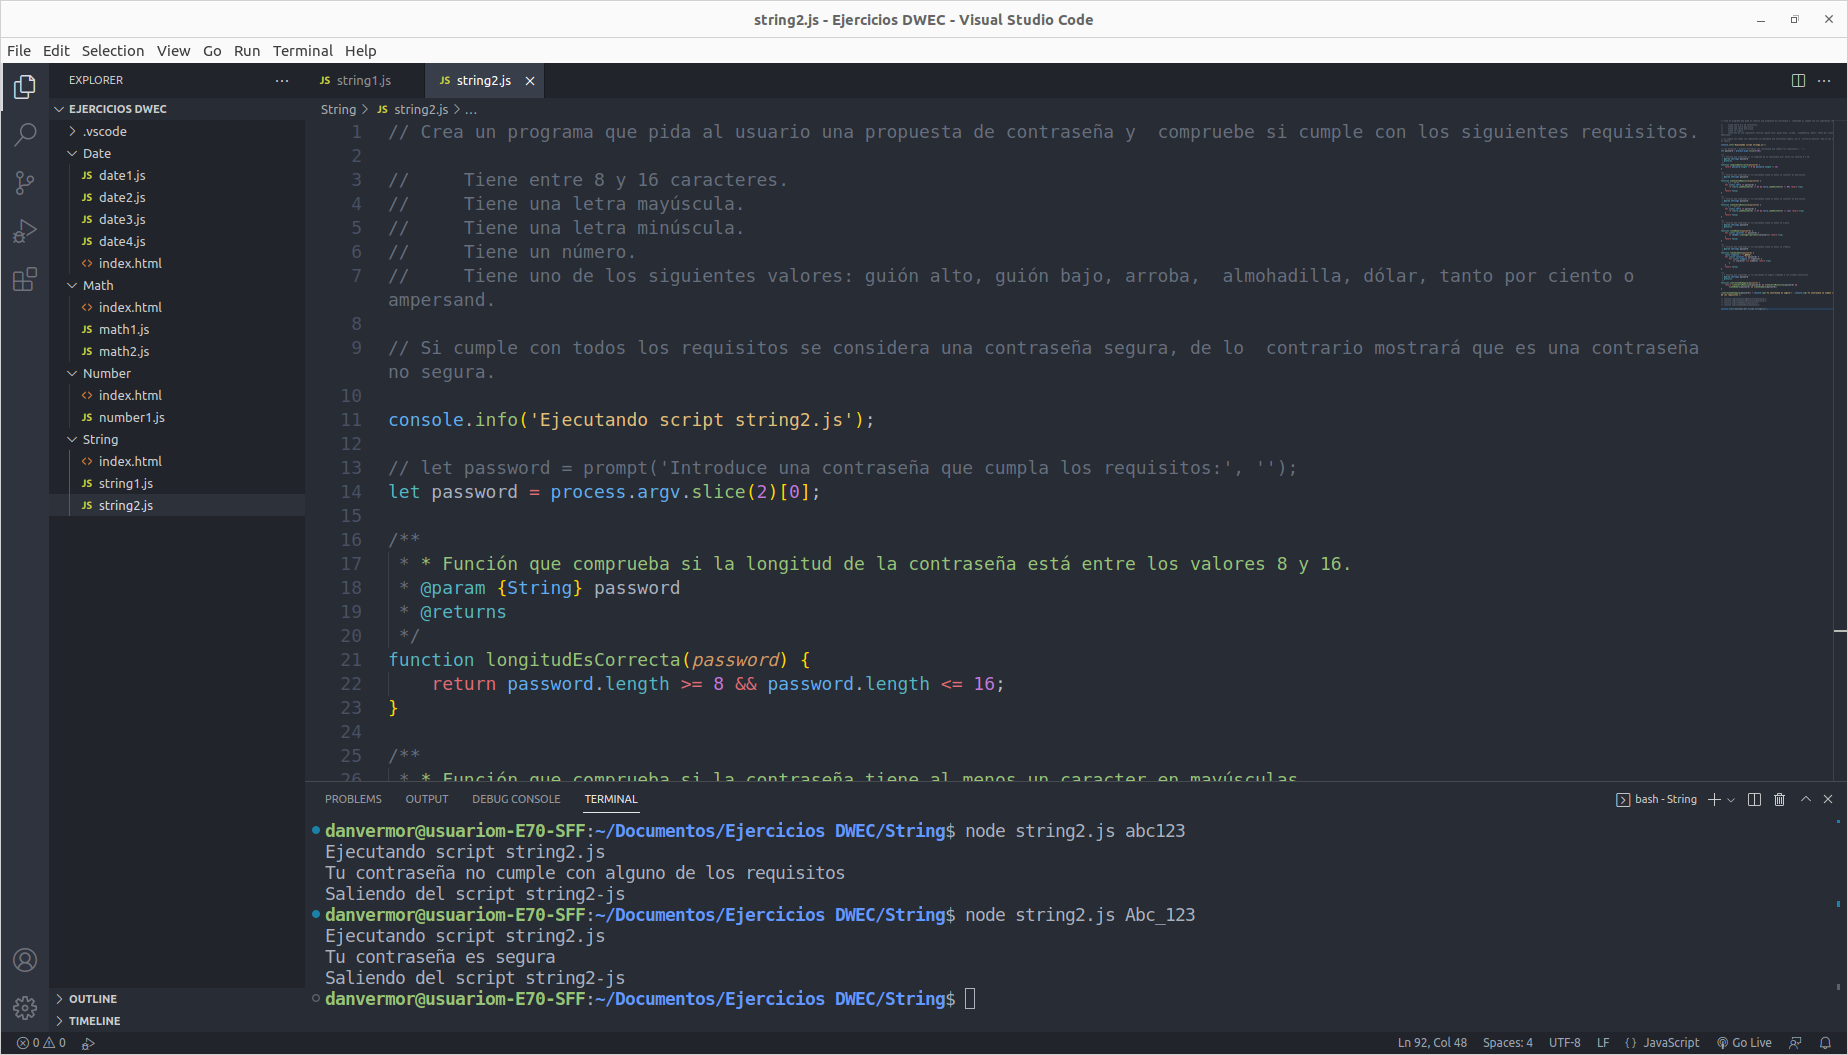 string2.js - Ejercicios DWEC - Visual Studio Code
File Edit Selection View Go Run Terminal Help
EXPLORER
EJERCICIOS DWEC
.vscode
Date
JS date1.js
JS date2.js
JS date3.js
JS date4.js
<> index.html
Math
<> index.html
JS math1.js
JS math2.js
Number
<> index.html
JS number1.js
String
<> index.html
JS string1.js
JS string2.js
OUTLINE
TIMELINE
JS string1.js JS string2.js
String > JS string2.js > ...
1 // Crea un programa que pida al usuario una propuesta de contraseña y  compruebe si cumple con los siguientes requisitos.
2
3 //     Tiene entre 8 y 16 caracteres.
4 //     Tiene una letra mayúscula.
5 //     Tiene una letra minúscula.
6 //     Tiene un número.
7 //     Tiene uno de los siguientes valores: guión alto, guión bajo, arroba,  almohadilla, dólar, tanto por ciento o
ampersand.
8
9 // Si cumple con todos los requisitos se considera una contraseña segura, de lo  contrario mostrará que es una contraseña
no segura.
10
11 console.info('Ejecutando script string2.js');
12
13 // let password = prompt('Introduce una contraseña que cumpla los requisitos:', '');
14 let password = process.argv.slice(2)[0];
15
16 /**
17  * * Función que comprueba si la longitud de la contraseña está entre los valores 8 y 16.
18  * @param {String} password
19  * @returns
20  */
21 function longitudEsCorrecta(password) {
22     return password.length >= 8 && password.length <= 16;
23 }
24
25 /**
26  * * Función que comprueba si la contraseña tiene al menos un caracter en mayúsculas
PROBLEMS OUTPUT DEBUG CONSOLE TERMINAL
bash - String
danvermor@usuariom-E70-SFF:~/Documentos/Ejercicios DWEC/String$ node string2.js abc123
Ejecutando script string2.js
Tu contraseña no cumple con alguno de los requisitos
Saliendo del script string2-js
danvermor@usuariom-E70-SFF:~/Documentos/Ejercicios DWEC/String$ node string2.js Abc_123
Ejecutando script string2.js
Tu contraseña es segura
Saliendo del script string2-js
danvermor@usuariom-E70-SFF:~/Documentos/Ejercicios DWEC/String$
0 0
Ln 92, Col 48 Spaces: 4 UTF-8 LF {} JavaScript Go Live